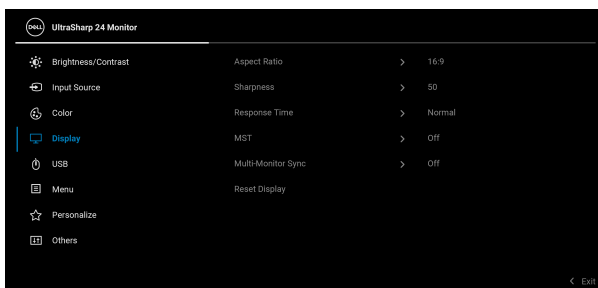 DELL UltraSharp 24 Monitor
Brightness/Contrast Aspect Ratio > 16:9
Input Source Sharpness > 50
Color Response Time > Normal
Display MST > Off
USB Multi-Monitor Sync > Off
Menu Reset Display
Personalize
Others
< Exit